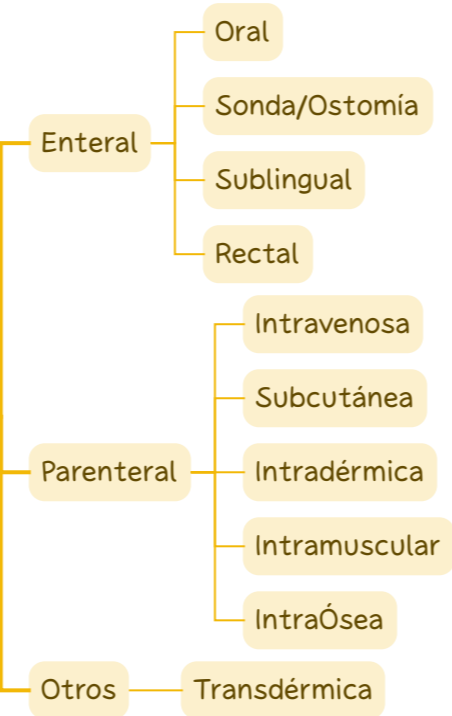 Enteral
Oral
Sonda/Ostomía
Sublingual
Rectal
Parenteral
Intravenosa
Subcutánea
Intradérmica
Intramuscular
IntraÓsea
Otros
Transdérmica